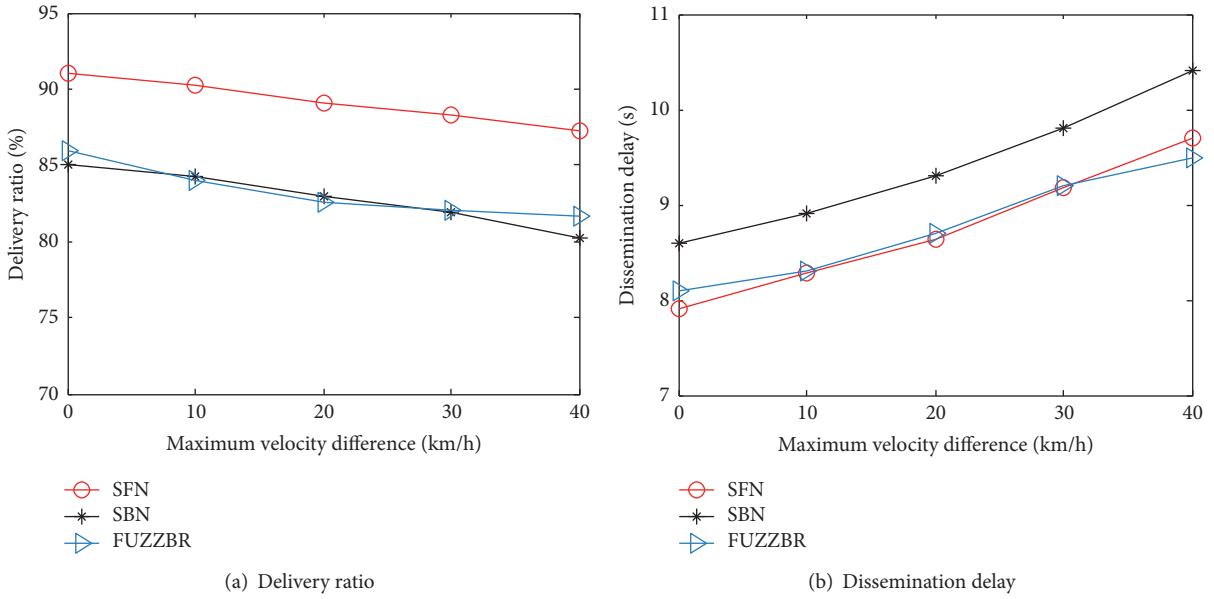 95
90
85
80
75
70
Delivery ratio (%)
0 10 20 30 40
Maximum velocity difference (km/h)
SFN
SBN
FUZZBR
(a) Delivery ratio
11
10
9
8
7
Dissemination delay (s)
0 10 20 30 40
Maximum velocity difference (km/h)
SFN
SBN
FUZZBR
(b) Dissemination delay